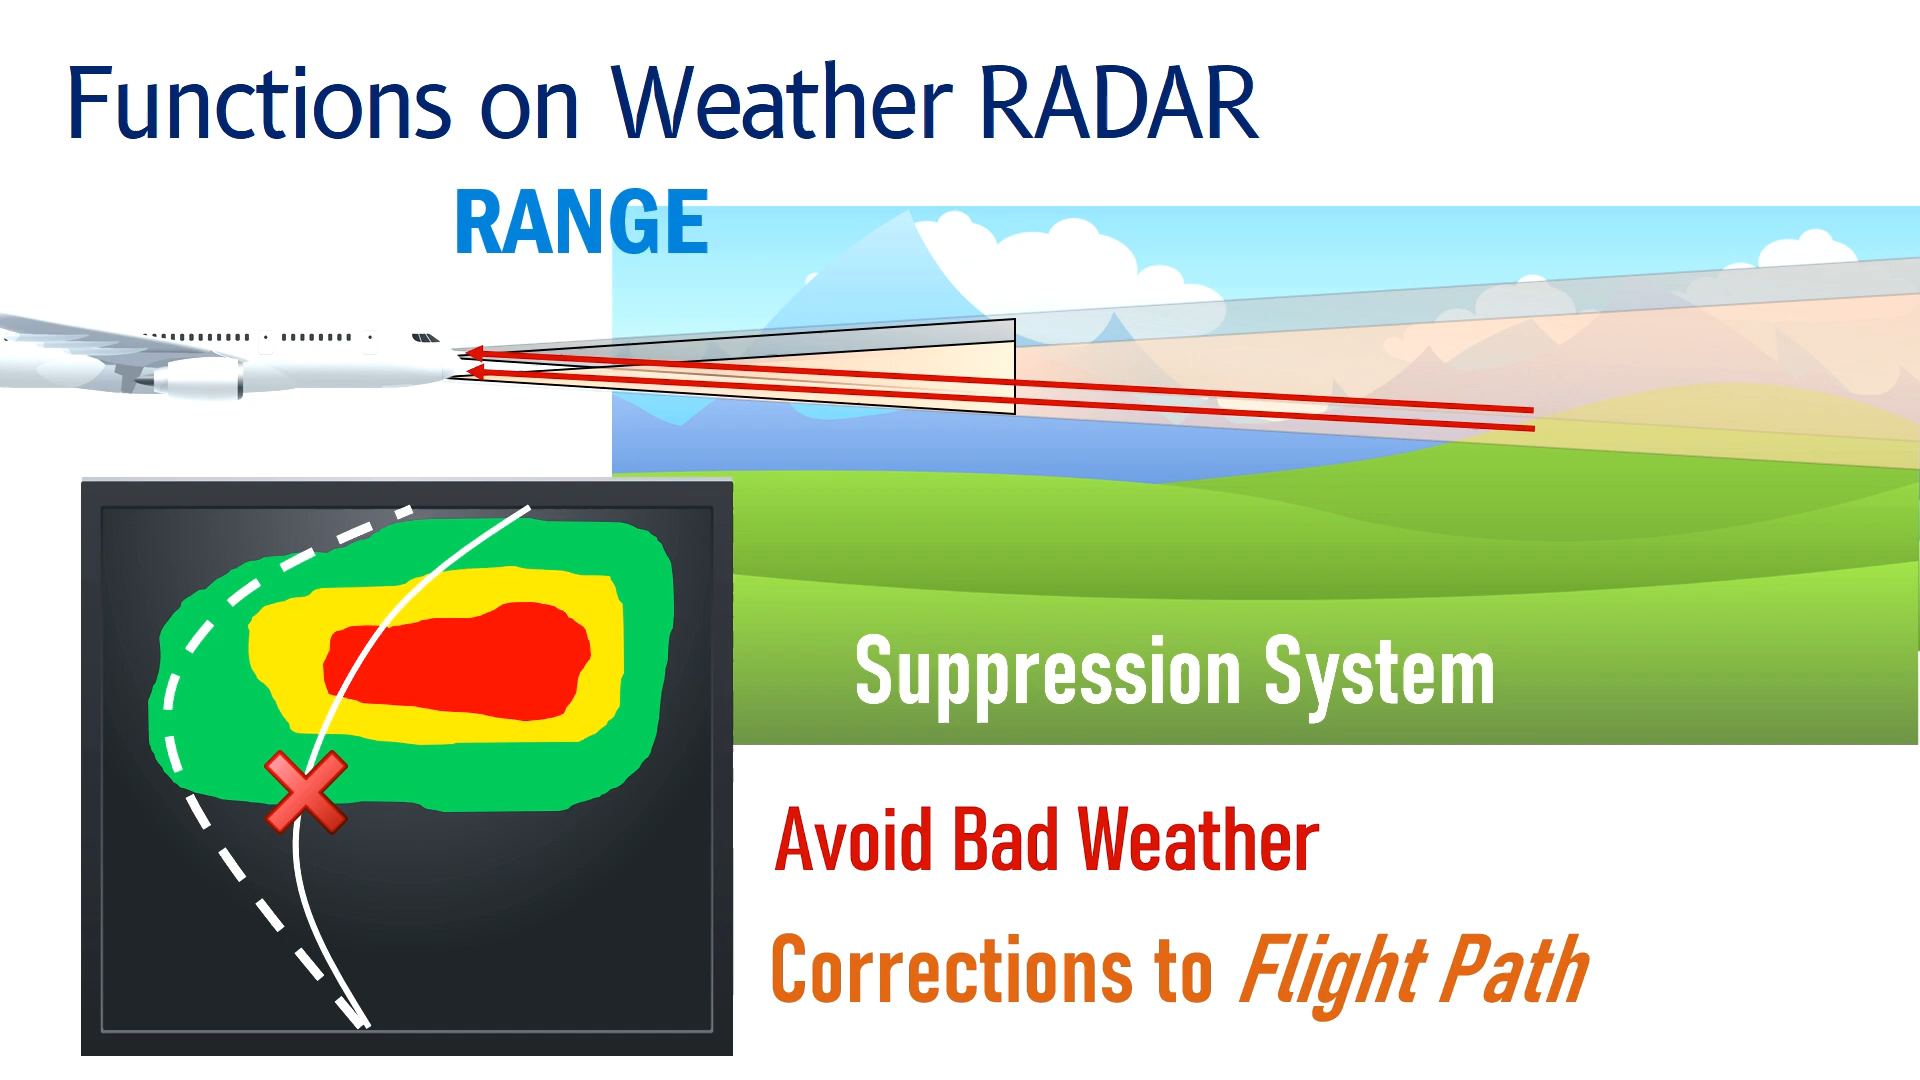 Functions on Weather RADAR
RANGE
Suppression System
Avoid Bad Weather
Corrections to Flight Path